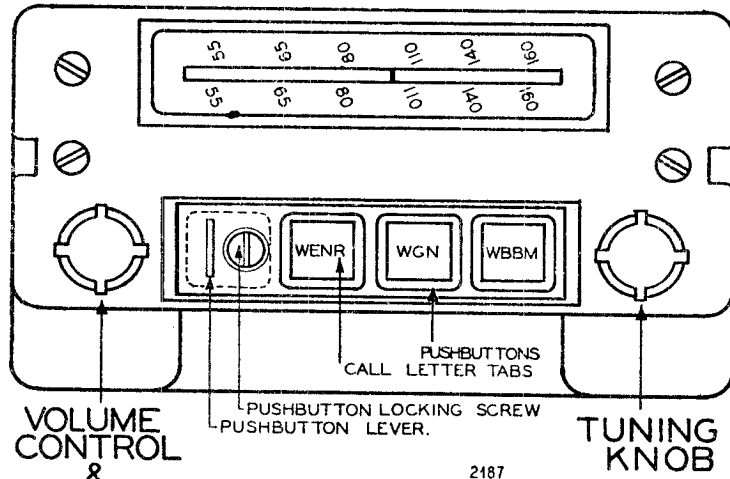 55 65 80 110 140 160
55 65 80 110 140 160
WENR WGN WBBM
PUSHBUTTONS
CALL LETTER TABS
PUSHBUTTON LOCKING SCREW
PUSHBUTTON LEVER.
VOLUME
CONTROL
&
TUNING
KNOB
2187